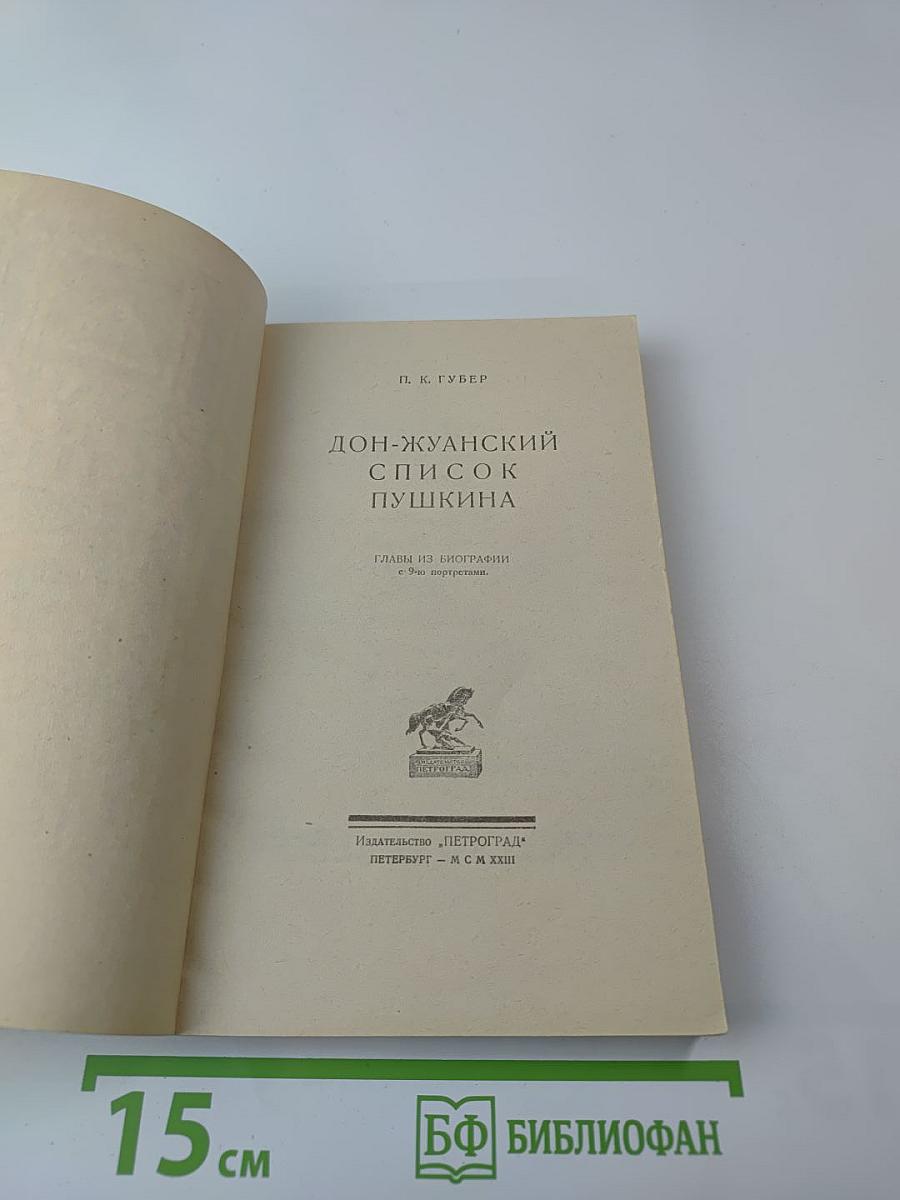 П. К. ГУБЕР
ДОН-ЖУАНСКИЙ
СПИСОК
ПУШКИНА
ГЛАВЫ ИЗ БИОГРАФИИ
с 9-ю портретами.
ИЗДАТЕЛЬСТВО
ПЕТРОГРАД
Издательство „ПЕТРОГРАД"
ПЕТЕРБУРГ — M C M XXIII
15 см
БФ БИБЛИОФАН